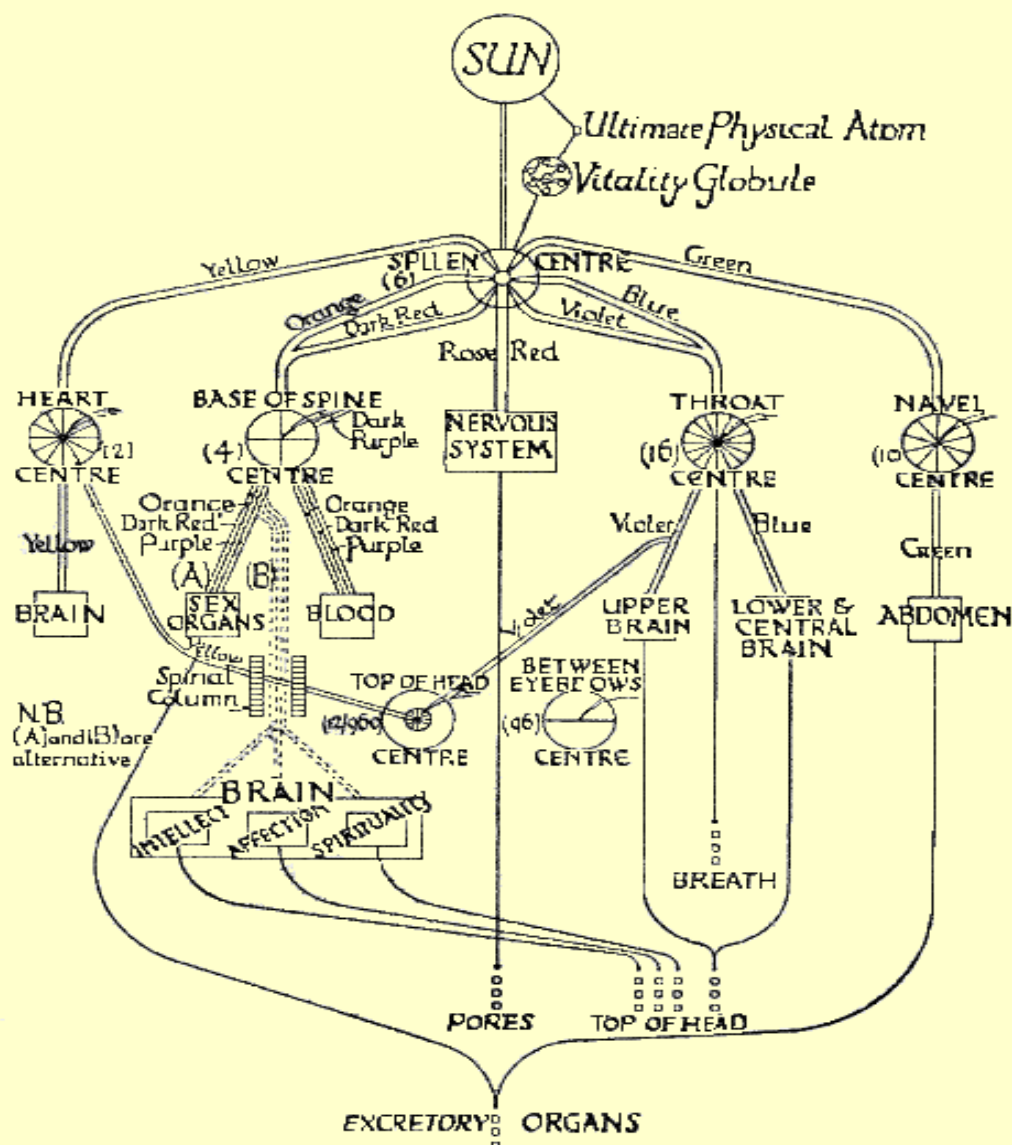 SUN
Ultimate Physical Atom
Vitality Globule
Yellow
SPLEEN CENTRE
Green
(6)
Orange
Blue
Dark Red
Violet
Rose Red
HEART
BASE OF SPINE
THROAT
NAVEL
Dark
Purple
NERVOUS
SYSTEM
[2]
(4)
(16)
(10
CENTRE
CENTRE
CENTRE
CENTRE
Orange
Dark Red
Purple
Orange
Dark Red
Purple
Violet
Blue
Yellow
Green
(A)
(B)
BRAIN
SEX
ORGANS
BLOOD
Violet
UPPER
BRAIN
LOWER &
CENTRAL
BRAIN
ABDOMEN
Yellow
Spinal
Column
TOP OF HEAD
BETWEEN
EYEBROWS
(12/960)
(96)
CENTRE
CENTRE
N.B.
(A) and (B) are
alternative
BRAIN
INTELLECT
AFFECTION
SPIRITUALITY
BREATH
PORES
TOP OF HEAD
EXCRETORY ORGANS